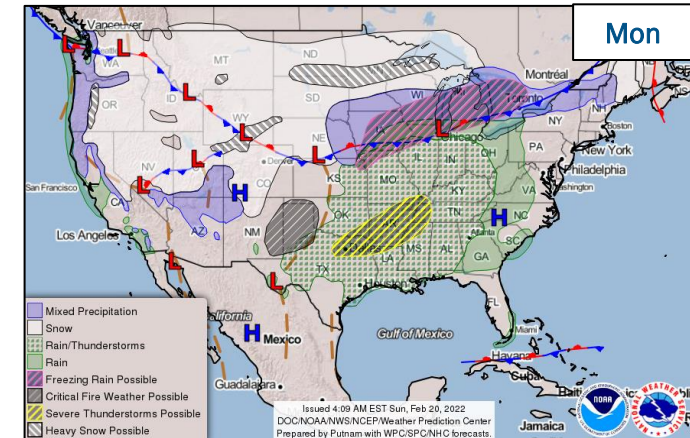 Mon
Vancouver
L
L
WA
MT
ND
Montréal
L
OR
ID
SD
WI
Toronto
NH
L
WY
NE
IA
L
Chicago
NY
Boston
L
L
Denver
IL
IN
OH
PA
New York
Philadelphia
NV
L
H
CO
KS
MO
KY
VA
San Francisco
CA
OK
TN
NC
H
Los Angeles
AZ
NM
Atlanta
SC
MS
AL
GA
LA
L
L
TX
Houston
FL
Miami
H
Mexico
Gulf of Mexico
Havana
Cuba
Guadalajara
Jamaica
Mixed Precipitation
Snow
Rain/Thunderstorms
Rain
Freezing Rain Possible
Critical Fire Weather Possible
Severe Thunderstorms Possible
Heavy Snow Possible
Issued 4:09 AM EST Sun, Feb 20, 2022
DOC/NOAA/NWS/NCEP/Weather Prediction Center
Prepared by Putnam with WPC/SPC/NHC forecasts.
NOAA